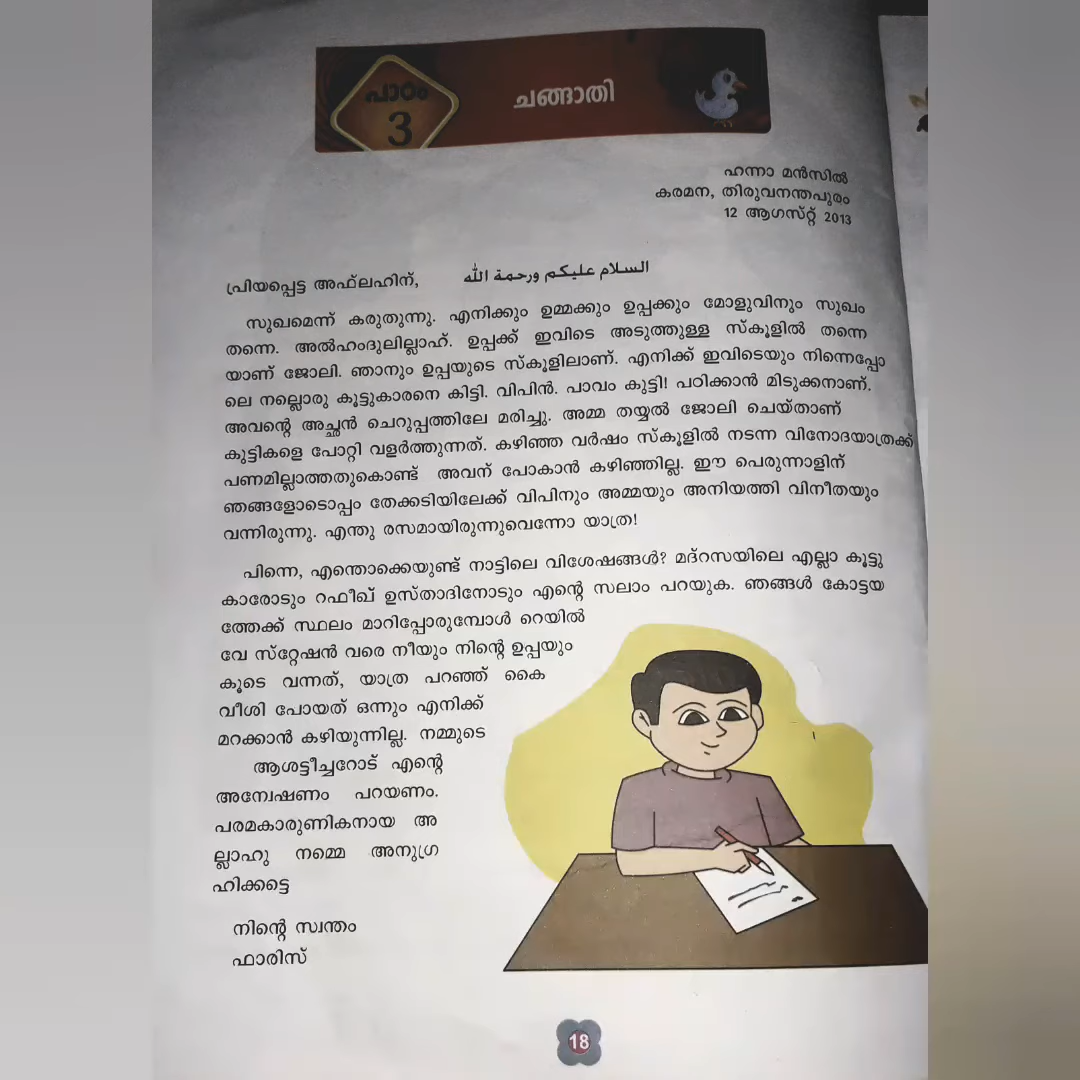 പാഠം
3
ചങ്ങാതി
ഹന്നാ മൻസിൽ
കരമന, തിരുവനന്തപുരം
12 ആഗസ്റ്റ് 2013
പ്രിയപ്പെട്ട അഫ്‌ലഹിന്, السلام عليكم ورحمة الله
സുഖമെന്ന് കരുതുന്നു. എനിക്കും ഉമ്മക്കും ഉപ്പക്കും മോളുവിനും സുഖം
തന്നെ. അൽഹംദുലില്ലാഹ്. ഉപ്പക്ക് ഇവിടെ അടുത്തുള്ള സ്കൂളിൽ തന്നെ
യാണ് ജോലി. ഞാനും ഉപ്പയുടെ സ്കൂളിലാണ്. എനിക്ക് ഇവിടെയും നിന്നെപ്പോ
ലെ നല്ലൊരു കൂട്ടുകാരനെ കിട്ടി. വിപിൻ. പാവം കുട്ടി! പഠിക്കാൻ മിടുക്കനാണ്.
അവന്റെ അച്ഛൻ ചെറുപ്പത്തിലേ മരിച്ചു. അമ്മ തയ്യൽ ജോലി ചെയ്താണ്
കുട്ടികളെ പോറ്റി വളർത്തുന്നത്. കഴിഞ്ഞ വർഷം സ്കൂളിൽ നടന്ന വിനോദയാത്രക്ക്
പണമില്ലാത്തതുകൊണ്ട് അവന് പോകാൻ കഴിഞ്ഞില്ല. ഈ പെരുന്നാളിന്
ഞങ്ങളോടൊപ്പം തേക്കടിയിലേക്ക് വിപിനും അമ്മയും അനിയത്തി വിനീതയും
വന്നിരുന്നു. എന്തു രസമായിരുന്നുവെന്നോ യാത്ര!
പിന്നെ, എന്തൊക്കെയുണ്ട് നാട്ടിലെ വിശേഷങ്ങൾ? മദ്റസയിലെ എല്ലാ കൂട്ടു
കാരോടും റഫീഖ് ഉസ്താദിനോടും എന്റെ സലാം പറയുക. ഞങ്ങൾ കോട്ടയ
ത്തേക്ക് സ്ഥലം മാറിപ്പോരുമ്പോൾ റെയിൽ
വേ സ്റ്റേഷൻ വരെ നീയും നിന്റെ ഉപ്പയും
കൂടെ വന്നത്, യാത്ര പറഞ്ഞ് കൈ
വീശി പോയത് ഒന്നും എനിക്ക്
മറക്കാൻ കഴിയുന്നില്ല. നമ്മുടെ
ആശട്ടീച്ചറോട് എന്റെ
അന്വേഷണം പറയണം.
പരമകാരുണികനായ അ
ല്ലാഹു നമ്മെ അനുഗ്ര
ഹിക്കട്ടെ
നിന്റെ സ്വന്തം
ഫാരിസ്
18